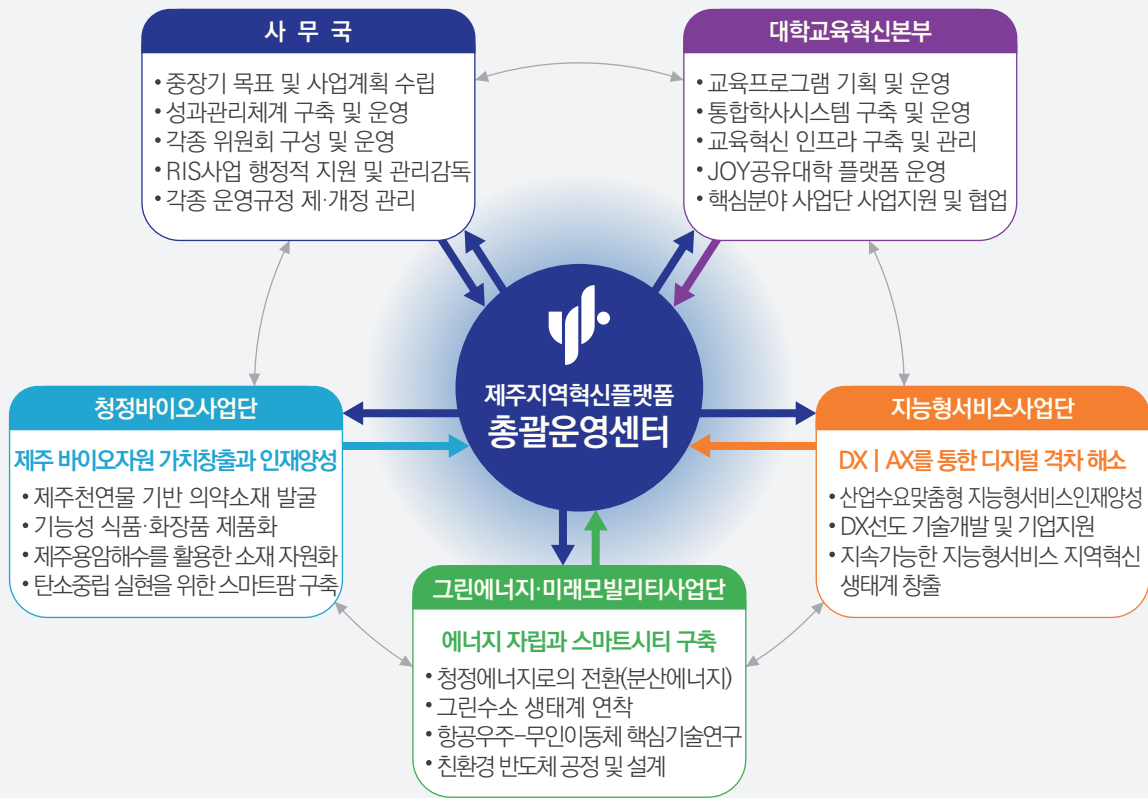 사 무 국
• 중장기 목표 및 사업계획 수립
• 성과관리체계 구축 및 운영
• 각종 위원회 구성 및 운영
• RIS사업 행정적 지원 및 관리감독
• 각종 운영규정 제·개정 관리
대학교육혁신본부
• 교육프로그램 기획 및 운영
• 통합학사시스템 구축 및 운영
• 교육혁신 인프라 구축 및 관리
• JOY공유대학 플랫폼 운영
• 핵심분야 사업단 사업지원 및 협업
제주지역혁신플랫폼
총괄운영센터
청정바이오사업단
제주 바이오자원 가치창출과 인재양성
• 제주천연물 기반 의약소재 발굴
• 기능성 식품·화장품 제품화
• 제주용암해수를 활용한 소재 자원화
• 탄소중립 실현을 위한 스마트팜 구축
지능형서비스사업단
DX | AX를 통한 디지털 격차 해소
• 산업수요맞춤형 지능형서비스인재양성
• DX선도 기술개발 및 기업지원
• 지속가능한 지능형서비스 지역혁신
생태계 창출
그린에너지·미래모빌리티사업단
에너지 자립과 스마트시티 구축
• 청정에너지로의 전환(분산에너지)
• 그린수소 생태계 연착
• 항공우주–무인이동체 핵심기술연구
• 친환경 반도체 공정 및 설계